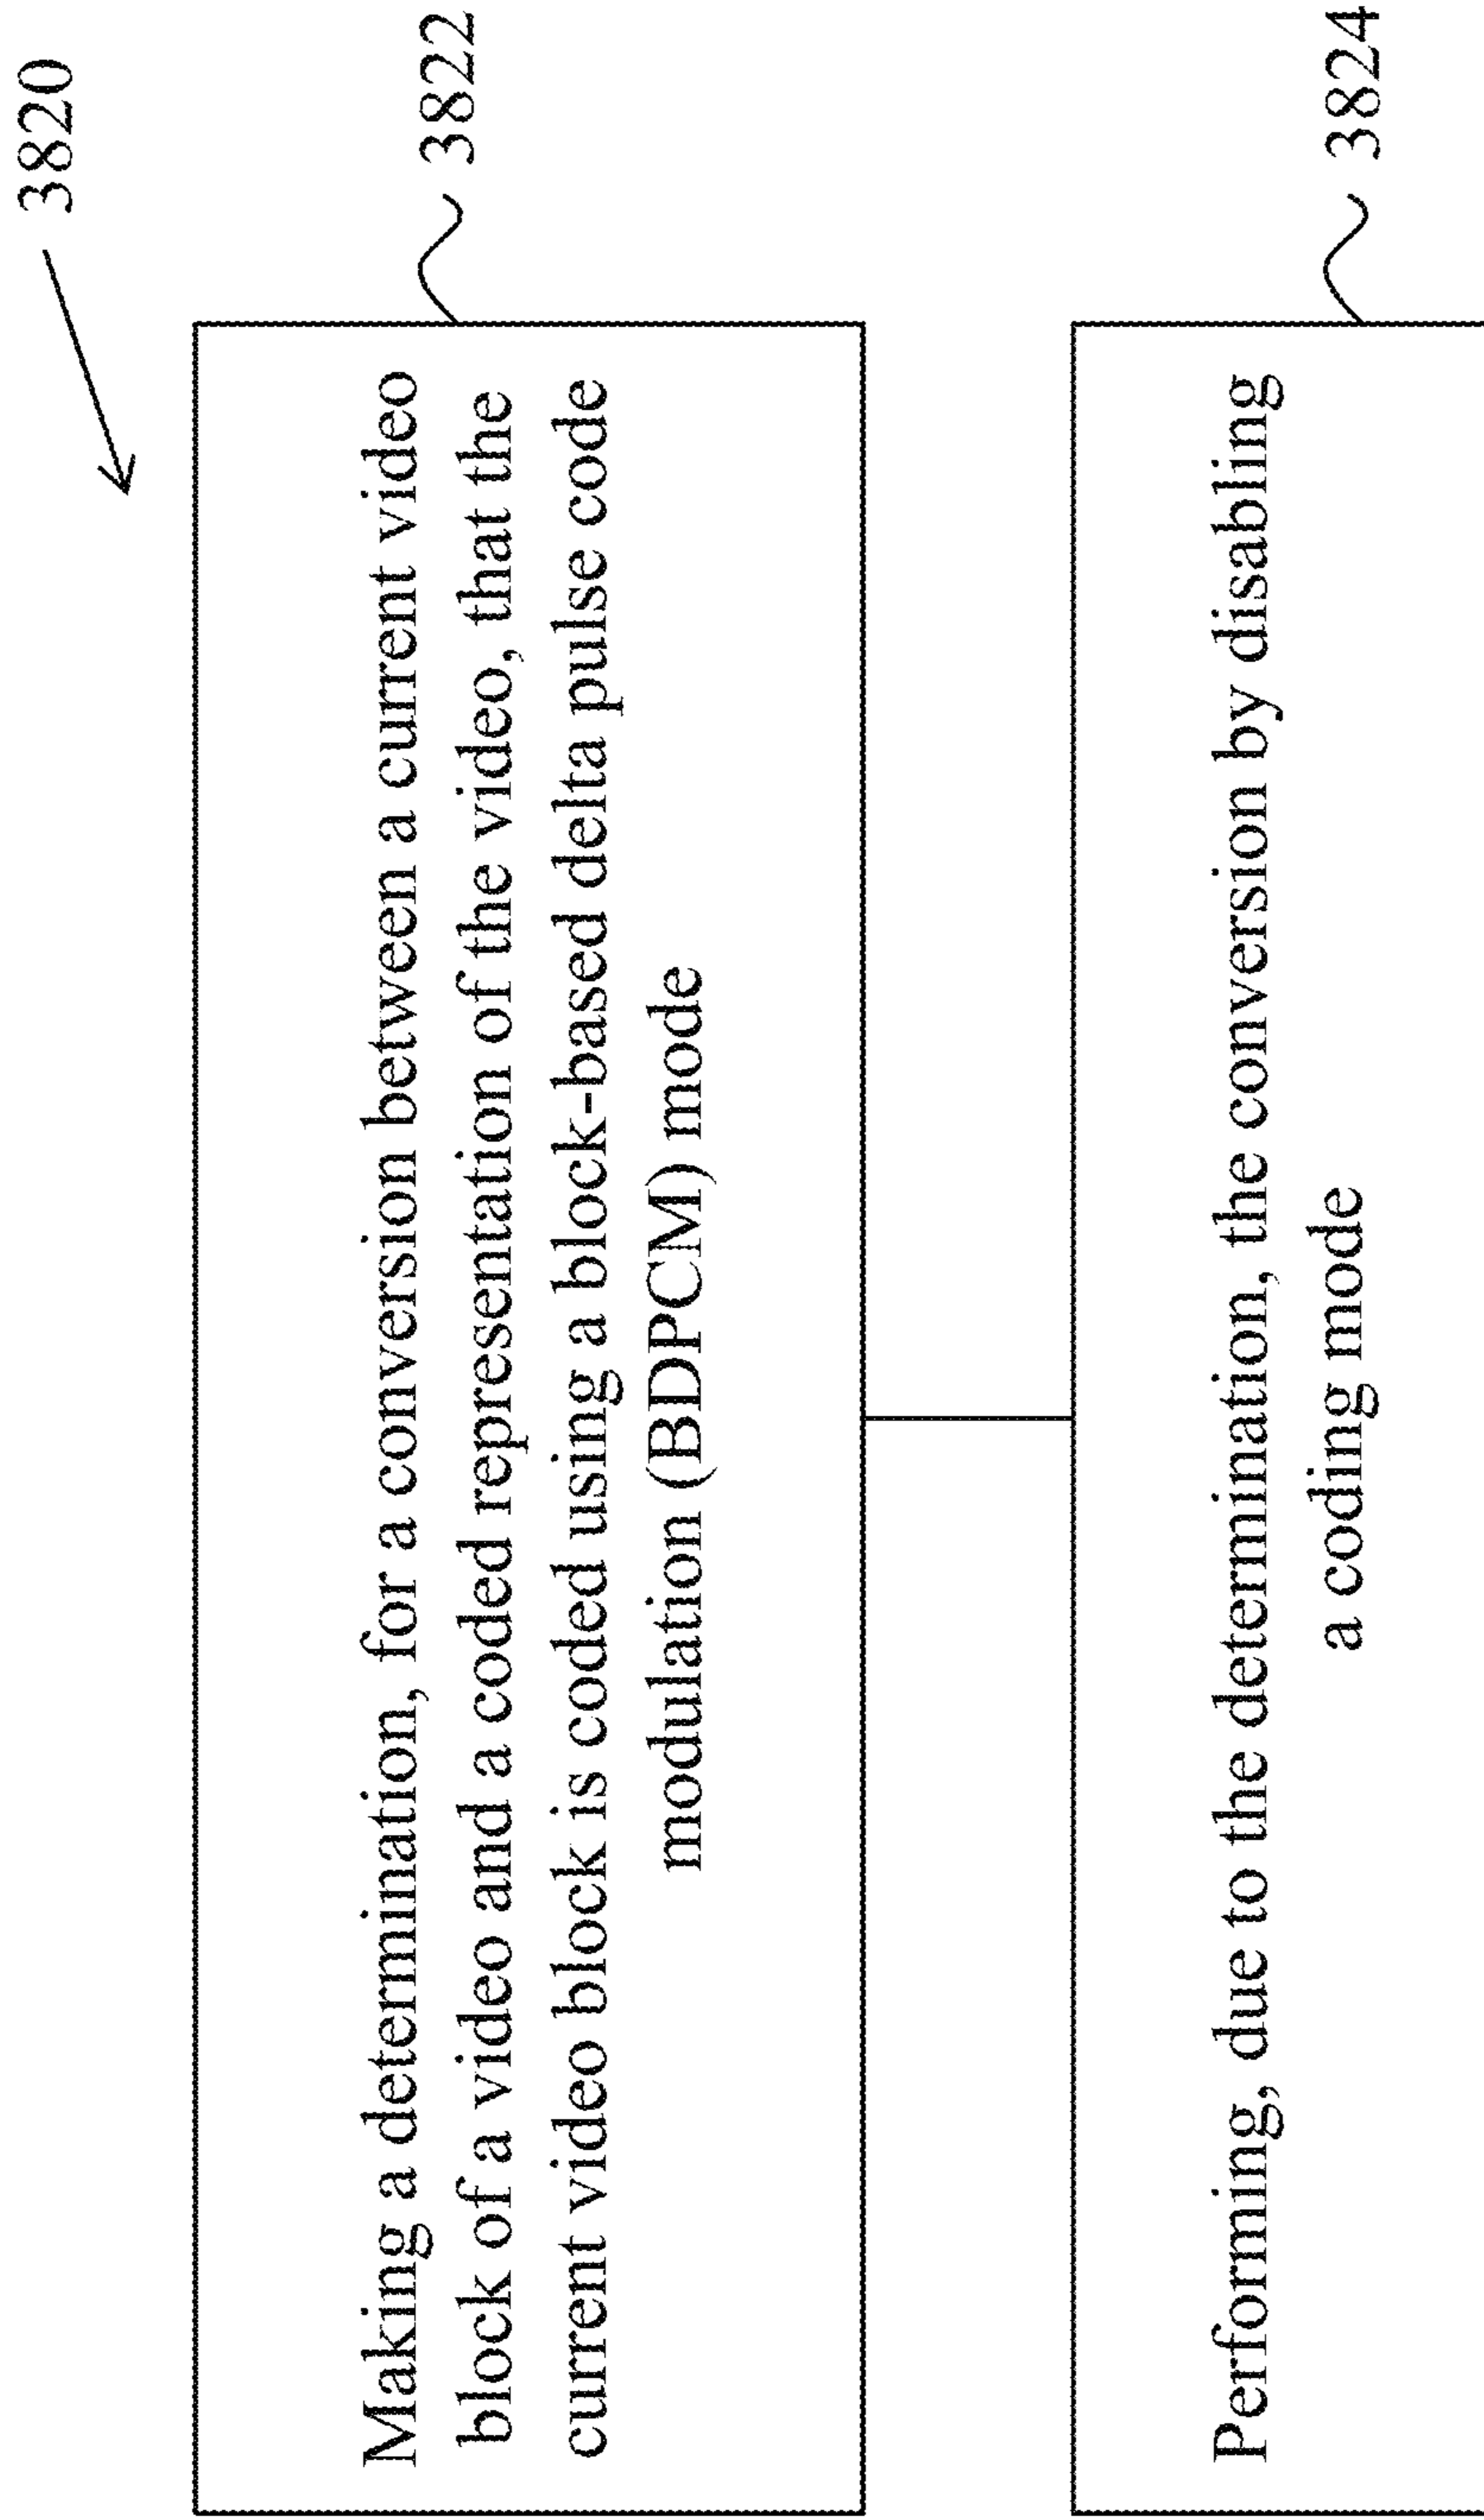 3820
Making a determination, for a conversion between a current video
block of a video and a coded representation of the video, that the
current video block is coded using a block-based delta pulse code
modulation (BDPCM) mode
3822
Performing, due to the determination, the conversion by disabling
a coding mode
3824